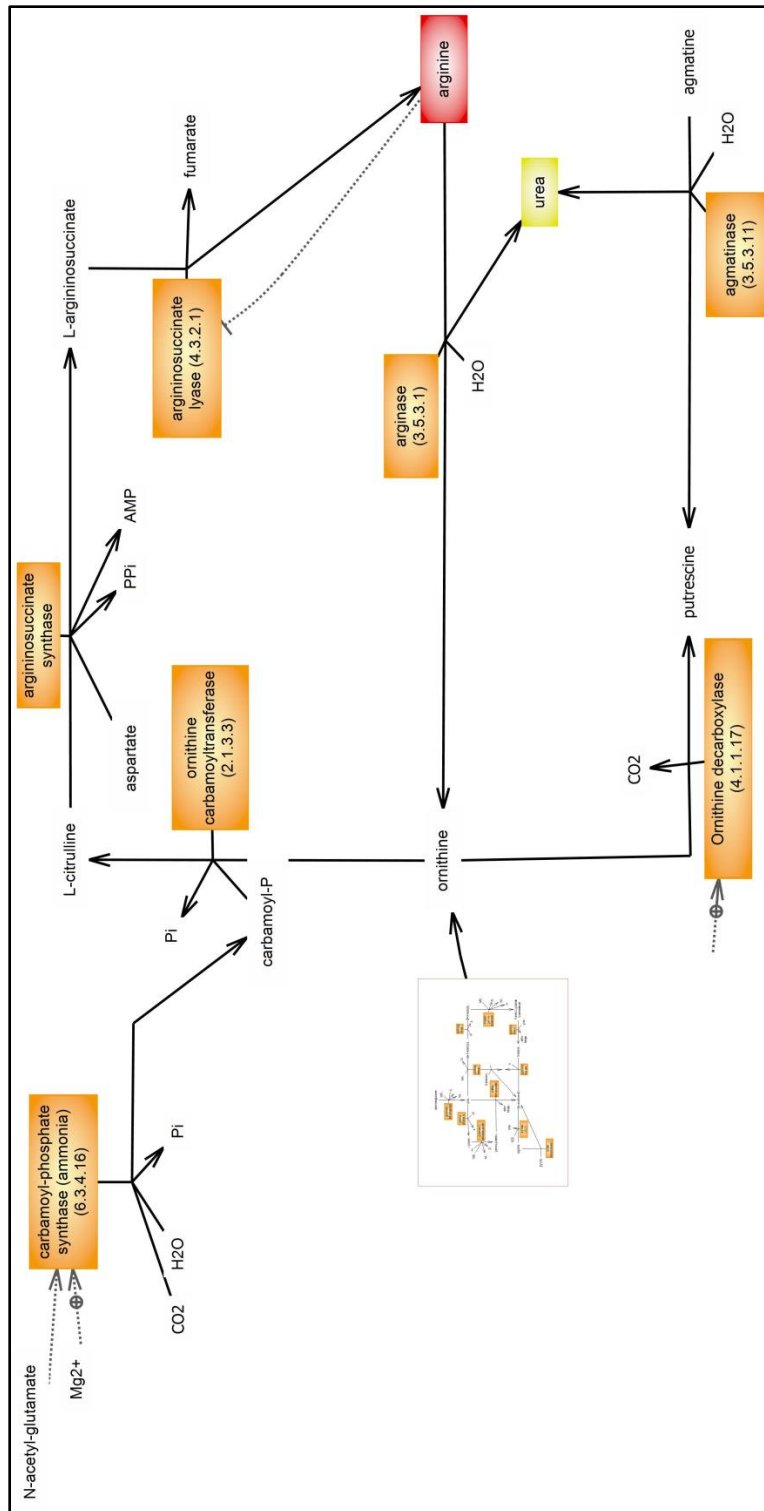 N-acetyl-glutamate
Mg2+
carbamoyl-phosphate
synthase (ammonia)
(6.3.4.16)
CO2
H2O
Pi
carbamoyl-P
Pi
ornithine
carbamoyltransferase
(2.1.3.3)
L-citrulline
aspartate
argininosuccinate
synthase
PPi
AMP
L-argininosuccinate
argininosuccinate
lyase (4.3.2.1)
fumarate
ornithine
arginase
(3.5.3.1)
H2O
arginine
urea
Ornithine decarboxylase
(4.1.1.17)
CO2
putrescine
agmatinase
(3.5.3.11)
H2O
agmatine